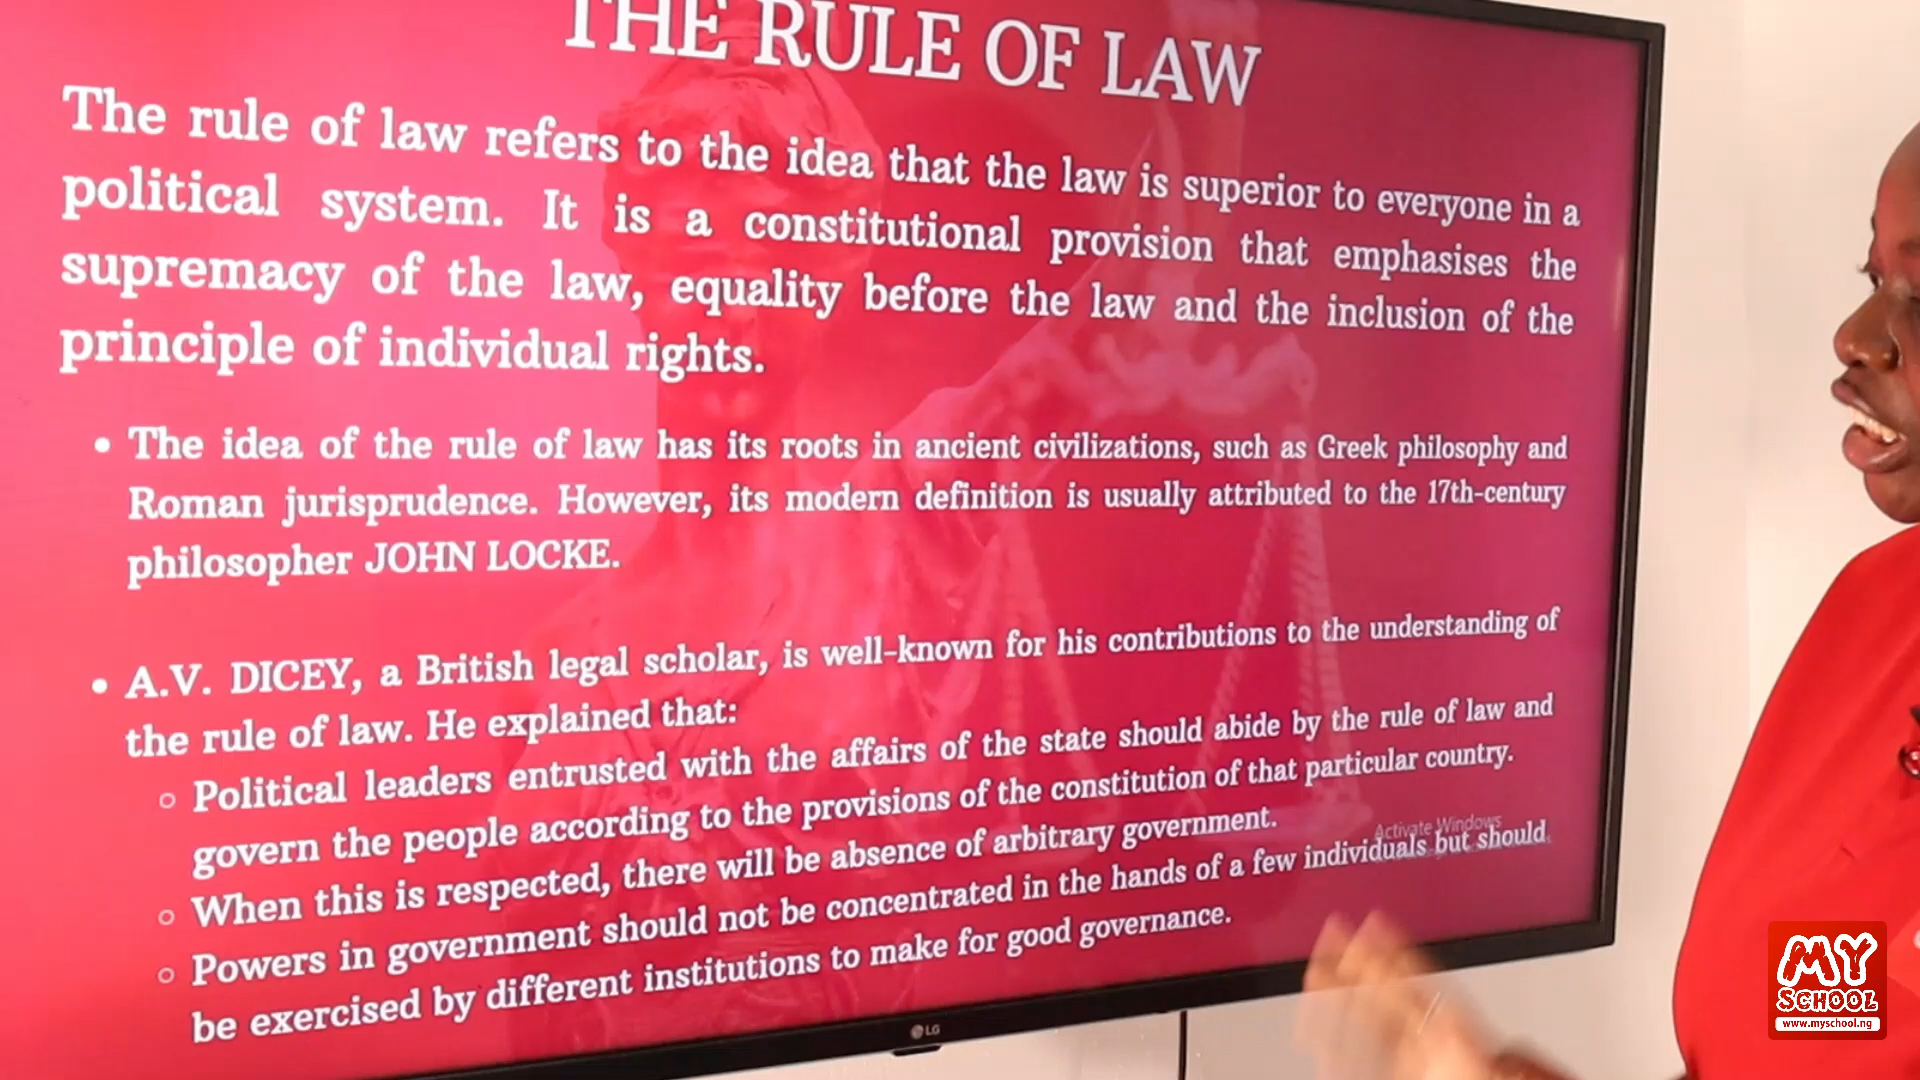 THE RULE OF LAW
The rule of law refers to the idea that the law is superior to everyone in a
political system. It is a constitutional provision that emphasises the
supremacy of the law, equality before the law and the inclusion of the
principle of individual rights.
• The idea of the rule of law has its roots in ancient civilizations, such as Greek philosophy and
Roman jurisprudence. However, its modern definition is usually attributed to the 17th-century
philosopher JOHN LOCKE.
• A.V. DICEY, a British legal scholar, is well-known for his contributions to the understanding of
the rule of law. He explained that:
○ Political leaders entrusted with the affairs of the state should abide by the rule of law and
govern the people according to the provisions of the constitution of that particular country.
○ When this is respected, there will be absence of arbitrary government.
○ Powers in government should not be concentrated in the hands of a few individuals but should
be exercised by different institutions to make for good governance.
Activate Windows
LG
MY
SCHOOL
www.myschool.ng